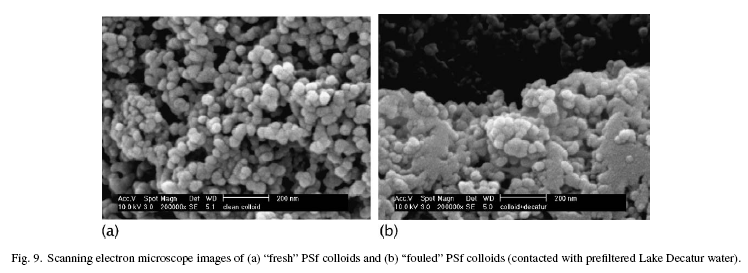 Acc.V Spot Magn Det WD 200 nm
10.0 kV 3.0 200000x SE 5.1 clean colloid
Acc.V Spot Magn Det WD 200 nm
10.0 kV 3.0 200000x SE 5.0 colloid+decatur
(a)
(b)
Fig. 9. Scanning electron microscope images of (a) “fresh” PSf colloids and (b) “fouled” PSf colloids (contacted with prefiltered Lake Decatur water).